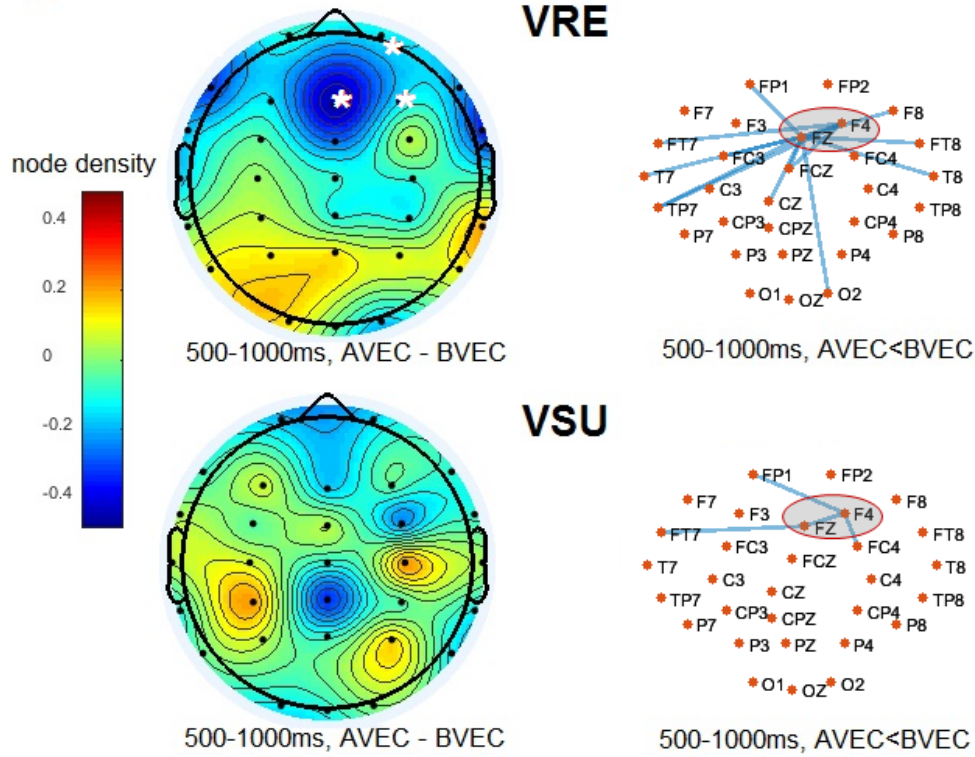 VRE
node density
0.4
0.2
0
-0.2
-0.4
*
* *
500-1000ms, AVEC - BVEC
FP1 FP2
F7 F3 FZ F4 F8
FT7 FC3 FCZ FC4 FT8
T7 C3 CZ C4 T8
TP7 CP3 CPZ CP4 TP8
P7 P3 PZ P4 P8
O1 OZ O2
500-1000ms, AVEC<BVEC
VSU
500-1000ms, AVEC - BVEC
FP1 FP2
F7 F3 FZ F4 F8
FT7 FC3 FCZ FC4 FT8
T7 C3 CZ C4 T8
TP7 CP3 CPZ CP4 TP8
P7 P3 PZ P4 P8
O1 OZ O2
500-1000ms, AVEC<BVEC